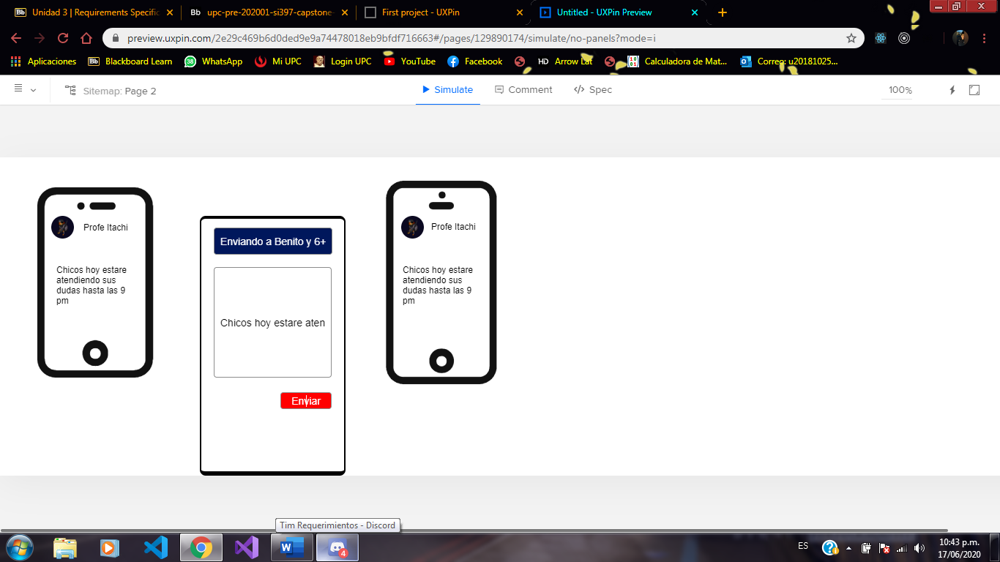 Unidad 3 | Requirements Specific
upc-pre-202001-si397-capstone-
First project - UXPin
Untitled - UXPin Preview
preview.uxpin.com/2e29c469b6d0ded9e9a74478018eb9bfdf716663#/pages/129890174/simulate/no-panels?mode=i
Aplicaciones
Bb
Blackboard Learn
38
WhatsApp
Mi UPC
Login UPC
YouTube
Facebook
HD
Arrow Lat
Calculadora de Mat...
Correo: u20181025...
Sitemap: Page 2
Simulate
Comment
Spec
100%
Profe Itachi
Chicos hoy estare
atendiendo sus
dudas hasta las 9
pm
Enviando a Benito y 6+
Chicos hoy estare aten
Enviar
Profe Itachi
Chicos hoy estare
atendiendo sus
dudas hasta las 9
pm
Tim Requerimientos - Discord
W
4
ES
10:43 p.m.
17/06/2020